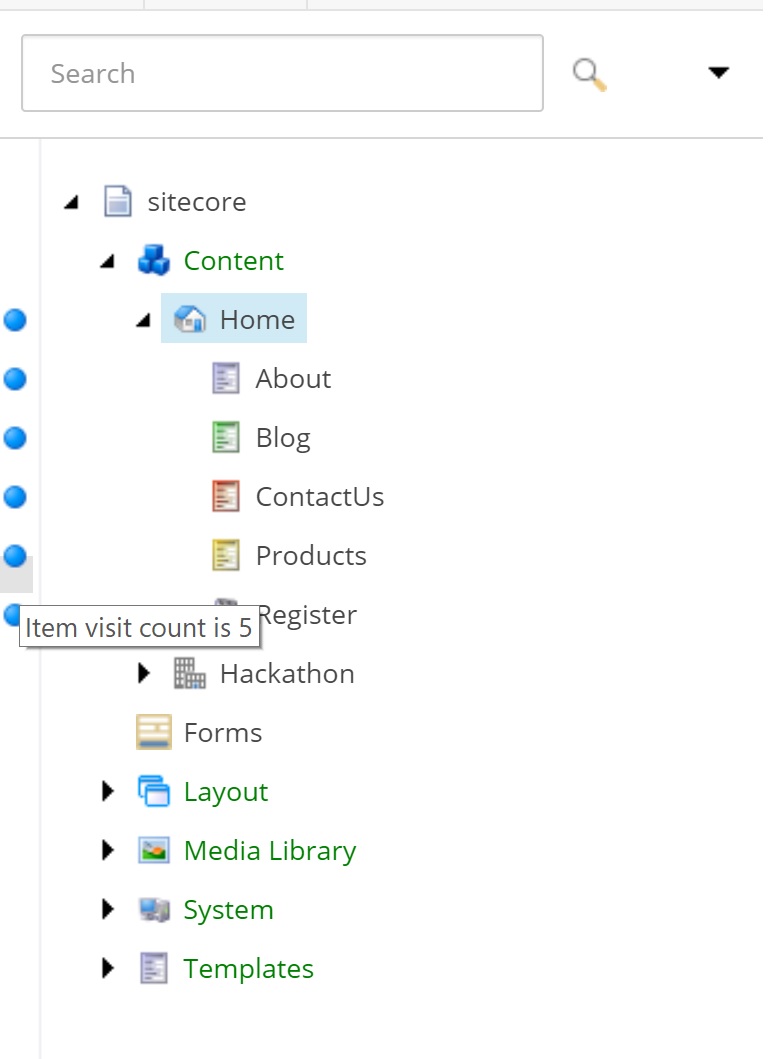 Search
sitecore
Content
Home
About
Blog
ContactUs
Products
Register
Item visit count is 5
Hackathon
Forms
Layout
Media Library
System
Templates